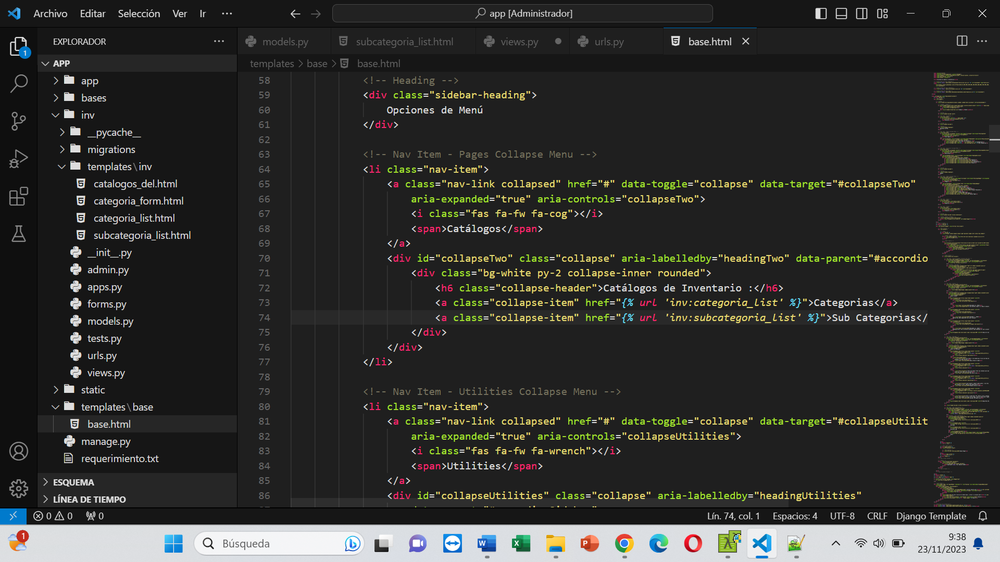 Archivo Editar Selección Ver Ir ···
app [Administrador]
EXPLORADOR ···
1
APP
app
bases
inv
__pycache__
migrations
templates\inv
catalogos_del.html
categoria_form.html
categoria_list.html
subcategoria_list.html
__init__.py
admin.py
apps.py
forms.py
models.py
tests.py
urls.py
views.py
static
templates\base
base.html
manage.py
requerimiento.txt
ESQUEMA
LÍNEA DE TIEMPO
models.py subcategoria_list.html views.py urls.py base.html
templates > base > base.html
58 <!-- Heading -->
59 <div class="sidebar-heading">
60 Opciones de Menú
61 </div>
62
63 <!-- Nav Item - Pages Collapse Menu -->
64 <li class="nav-item">
65 <a class="nav-link collapsed" href="#" data-toggle="collapse" data-target="#collapseTwo"
66 aria-expanded="true" aria-controls="collapseTwo">
67 <i class="fas fa-fw fa-cog"></i>
68 <span>Catálogos</span>
69 </a>
70 <div id="collapseTwo" class="collapse" aria-labelledby="headingTwo" data-parent="#accordio
71 <div class="bg-white py-2 collapse-inner rounded">
72 <h6 class="collapse-header">Catálogos de Inventario :</h6>
73 <a class="collapse-item" href="{% url 'inv:categoria_list' %}">Categorias</a>
74 <a class="collapse-item" href="{% url 'inv:subcategoria_list' %}">Sub Categorias</
75 </div>
76 </div>
77 </li>
78
79 <!-- Nav Item - Utilities Collapse Menu -->
80 <li class="nav-item">
81 <a class="nav-link collapsed" href="#" data-toggle="collapse" data-target="#collapseUtilit
82 aria-expanded="true" aria-controls="collapseUtilities">
83 <i class="fas fa-fw fa-wrench"></i>
84 <span>Utilities</span>
85 </a>
86 <div id="collapseUtilities" class="collapse" aria-labelledby="headingUtilities"
0 0 0
Lín. 74, col. 1 Espacios: 4 UTF-8 CRLF Django Template
1
Búsqueda
9:38
23/11/2023